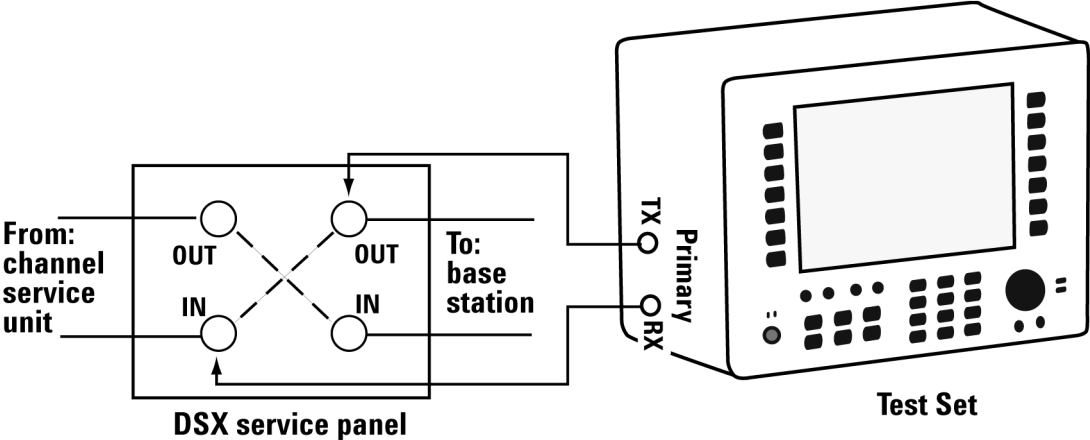 From:
channel
service
unit
OUT
OUT
IN
IN
To:
base
station
DSX service panel
TX
Primary
RX
Test Set